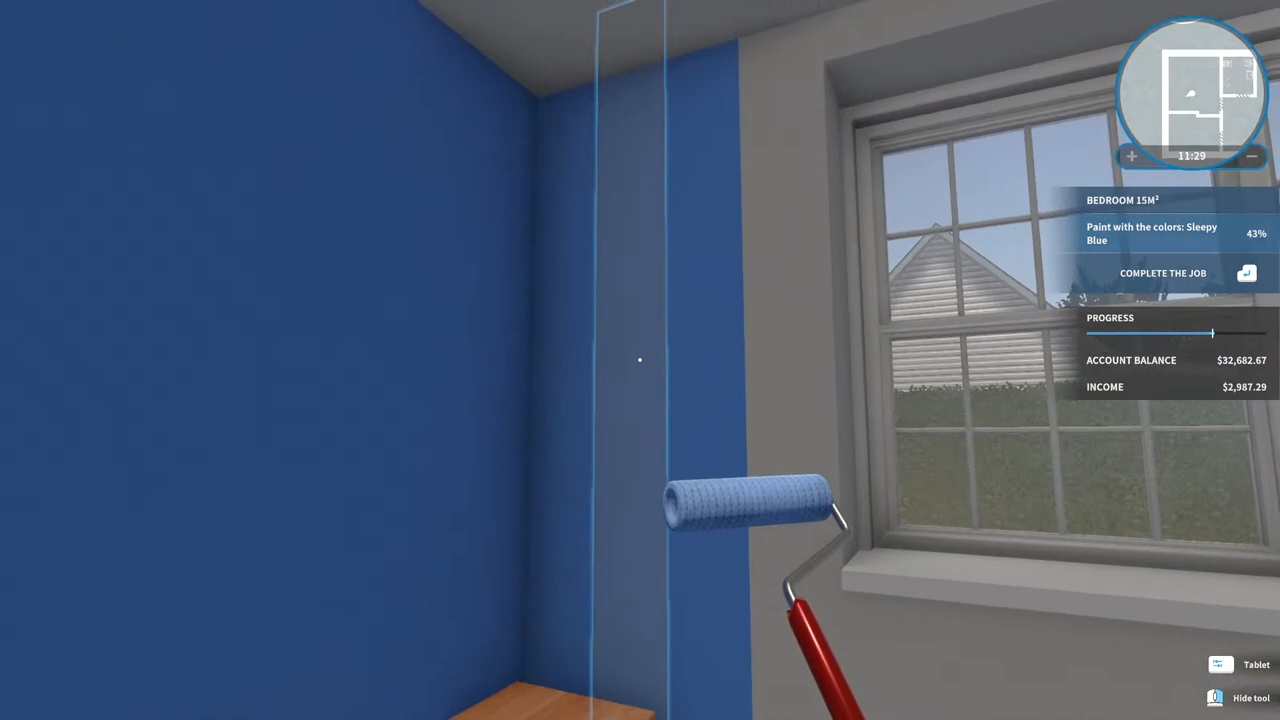 + 11:29 −
BEDROOM 15M²
Paint with the colors: Sleepy
Blue
43%
COMPLETE THE JOB
PROGRESS
ACCOUNT BALANCE $32,682.67
INCOME $2,987.29
Tablet
Hide tool